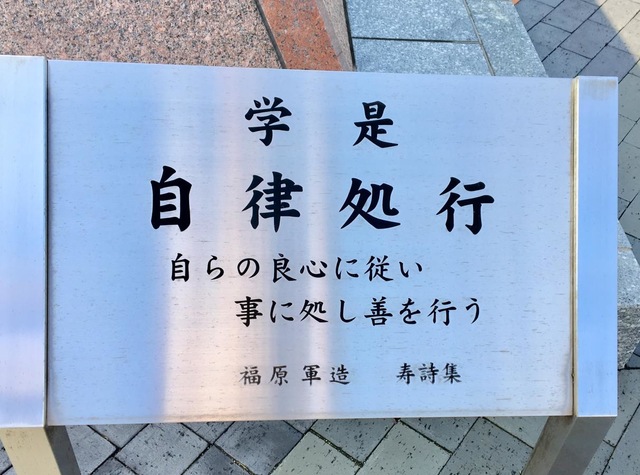 学是
自律処行
自らの良心に従い
事に処し善を行う
福原軍造 寿詩集